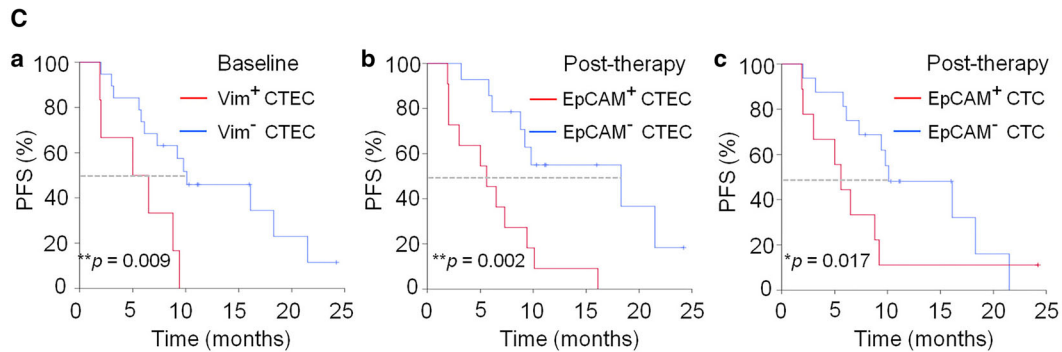 C
a
Baseline
Vim+ CTEC
Vim- CTEC
PFS (%)
100
80
60
40
20
0
**p = 0.009
0 5 10 15 20 25
Time (months)
b
Post-therapy
EpCAM+ CTEC
EpCAM- CTEC
PFS (%)
100
80
60
40
20
0
**p = 0.002
0 5 10 15 20 25
Time (months)
c
Post-therapy
EpCAM+ CTC
EpCAM- CTC
PFS (%)
100
80
60
40
20
0
*p = 0.017
0 5 10 15 20 25
Time (months)